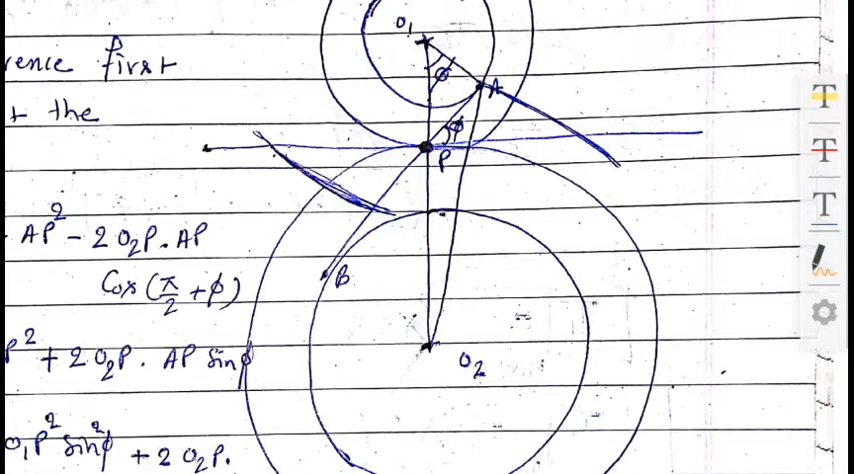 O1
rence first
ϕ
A
t the
ϕ
P
AP² - 2 O2P. AP
Cos (π/2 + ϕ)
B
P² + 2 O2P. AP sinϕ
O2
O1P² sin²ϕ + 2 O2P.
T
T
T